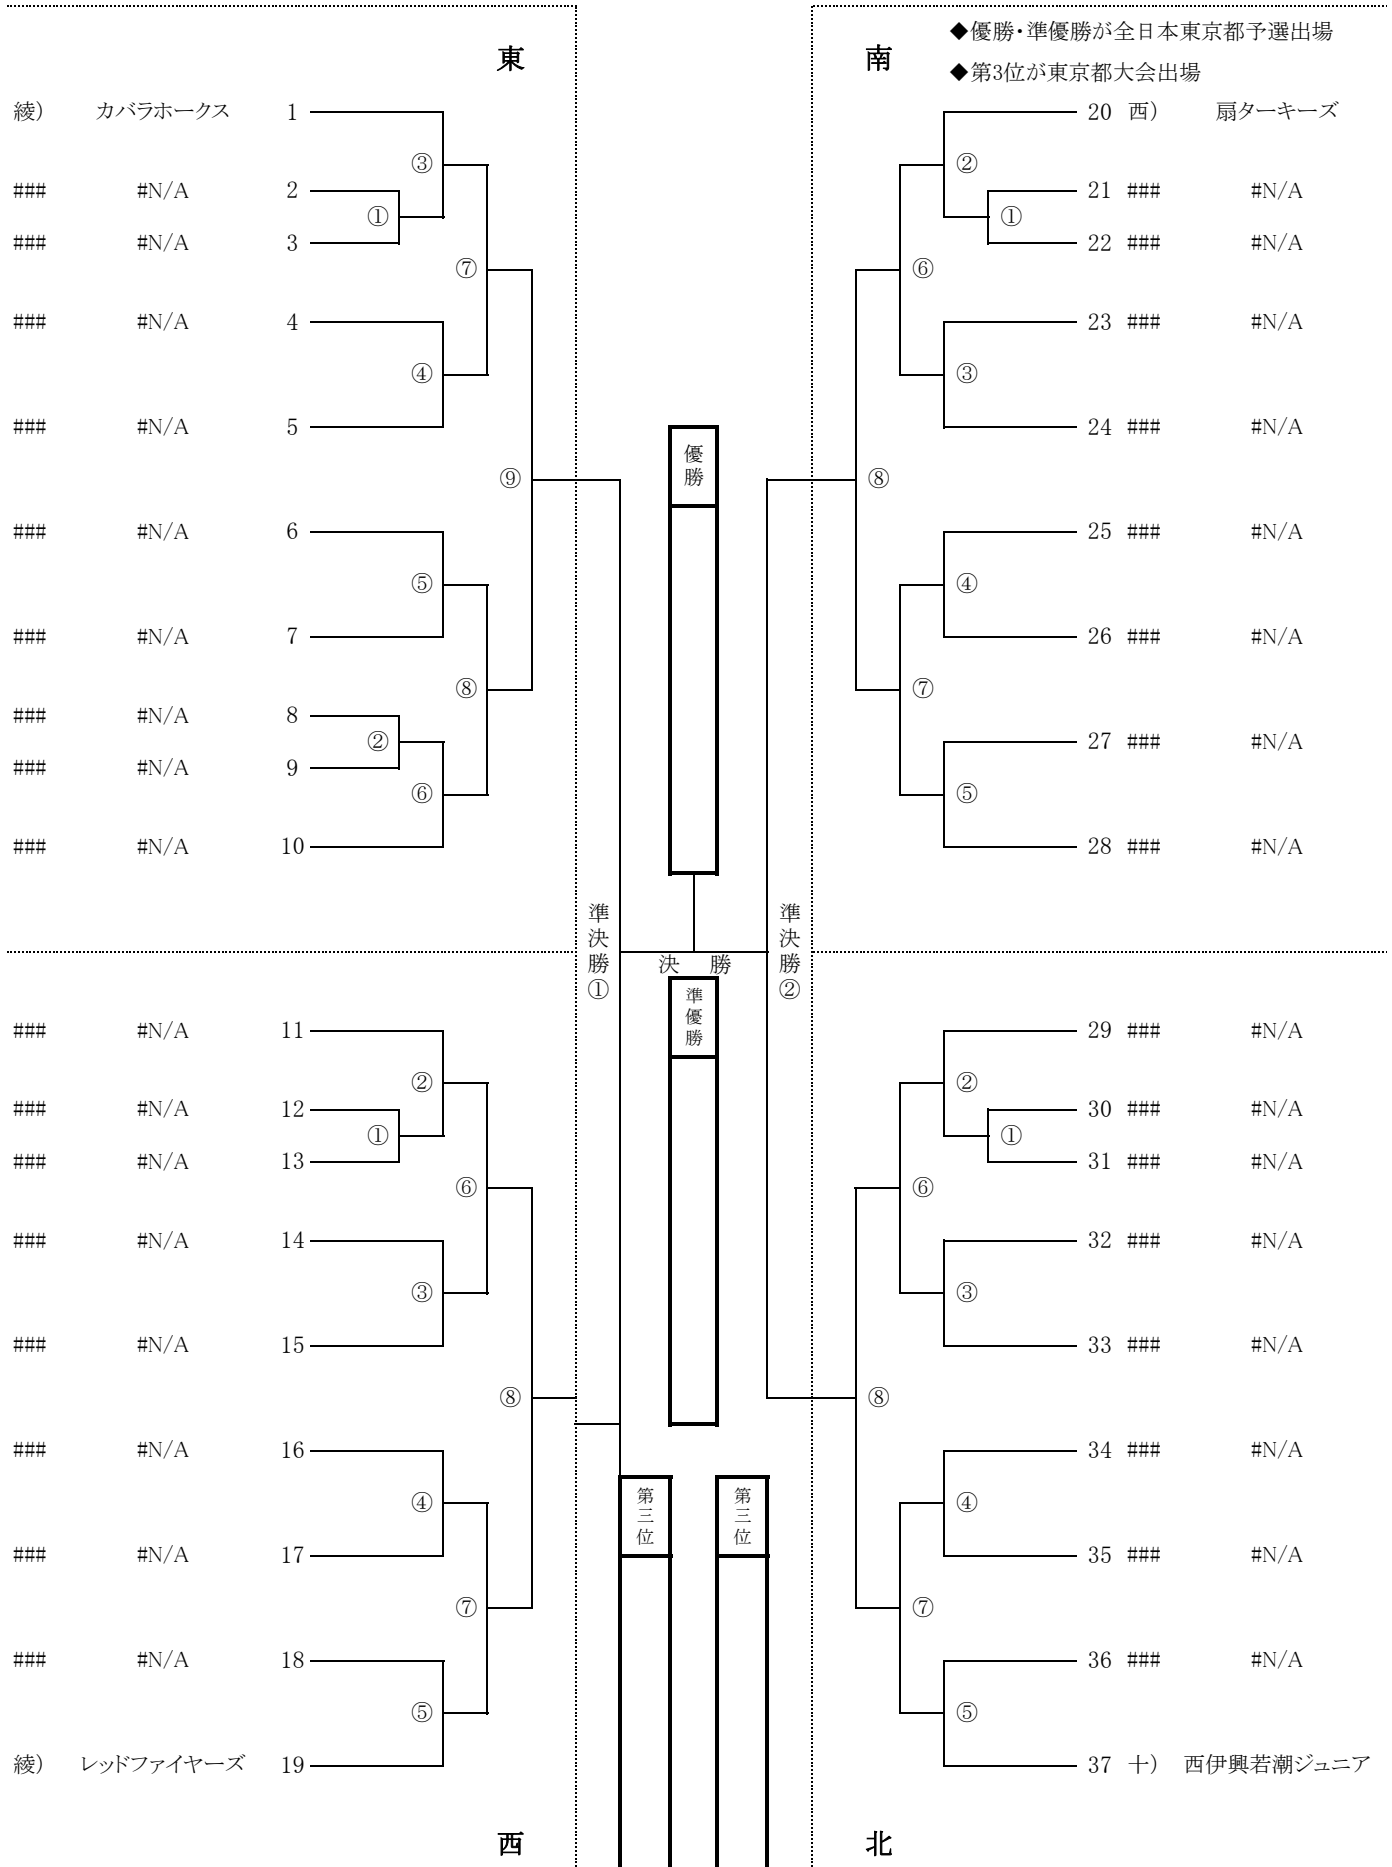 東
南
◆優勝・準優勝が全日本東京都予選出場
◆第3位が東京都大会出場
綾) カバラホークス 1
20 西) 扇ターキーズ
③
②
### #N/A 2
21 ### #N/A
①
①
### #N/A 3
22 ### #N/A
⑦
⑥
### #N/A 4
23 ### #N/A
④
③
### #N/A 5
24 ### #N/A
優勝
⑨
⑧
### #N/A 6
25 ### #N/A
⑤
④
### #N/A 7
26 ### #N/A
⑧
⑦
### #N/A 8
②
27 ### #N/A
### #N/A 9
⑥
⑤
### #N/A 10
28 ### #N/A
準決勝①
準決勝②
決 勝
準優勝
### #N/A 11
29 ### #N/A
②
②
### #N/A 12
30 ### #N/A
①
①
### #N/A 13
31 ### #N/A
⑥
⑥
### #N/A 14
32 ### #N/A
③
③
### #N/A 15
33 ### #N/A
⑧
⑧
### #N/A 16
34 ### #N/A
④
④
第三位
第三位
### #N/A 17
35 ### #N/A
⑦
⑦
### #N/A 18
36 ### #N/A
⑤
⑤
綾) レッドファイヤーズ 19
37 十) 西伊興若潮ジュニア
西
北